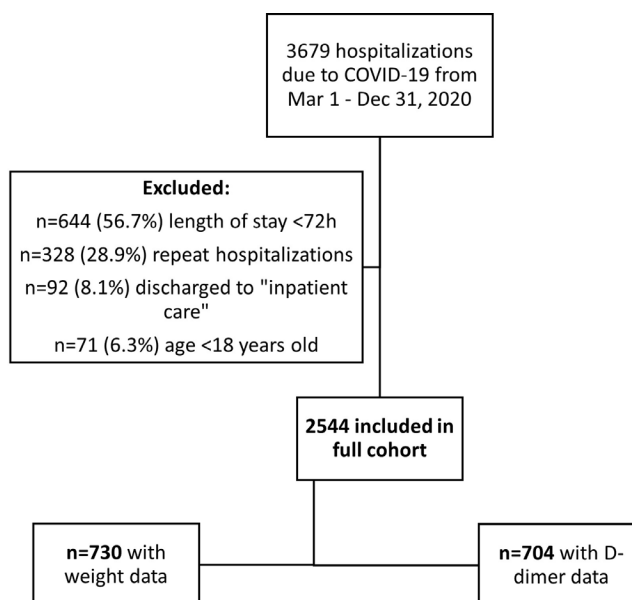 3679 hospitalizations
due to COVID-19 from
Mar 1 - Dec 31, 2020
Excluded:
n=644 (56.7%) length of stay <72h
n=328 (28.9%) repeat hospitalizations
n=92 (8.1%) discharged to "inpatient
care"
n=71 (6.3%) age <18 years old
2544 included in
full cohort
n=730 with
weight data
n=704 with D-
dimer data